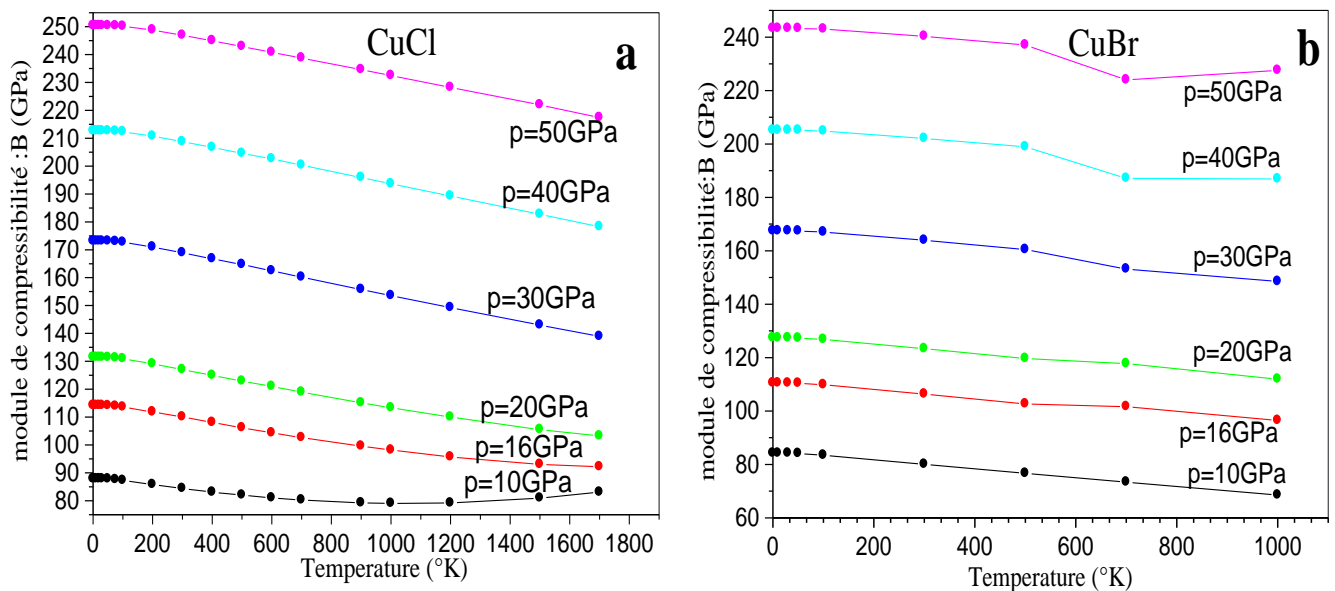 CuCl
a
module de compressibilité :B (GPa)
250
240
230
220
210
200
190
180
170
160
150
140
130
120
110
100
90
80
p=50GPa
p=40GPa
p=30GPa
p=20GPa
p=16GPa
p=10GPa
0 200 400 600 800 1000 1200 1400 1600 1800
Temperature (°K)
CuBr
b
module de compressibilité:B (GPa)
240
220
200
180
160
140
120
100
80
60
p=50GPa
p=40GPa
p=30GPa
p=20GPa
p=16GPa
p=10GPa
0 200 400 600 800 1000
Temperature (°K)